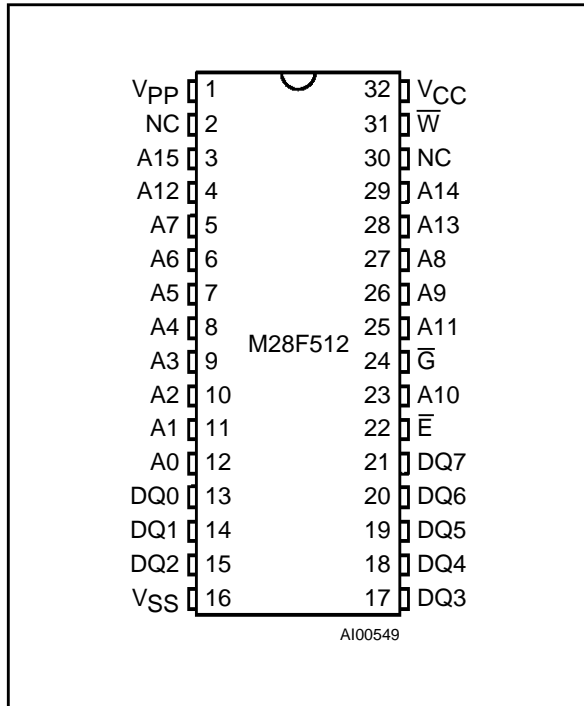 VPP 1 32 VCC
NC 2 31 W̅
A15 3 30 NC
A12 4 29 A14
A7 5 28 A13
A6 6 27 A8
A5 7 26 A9
A4 8 25 A11
M28F512
A3 9 24 G̅
A2 10 23 A10
A1 11 22 E̅
A0 12 21 DQ7
DQ0 13 20 DQ6
DQ1 14 19 DQ5
DQ2 15 18 DQ4
VSS 16 17 DQ3
AI00549